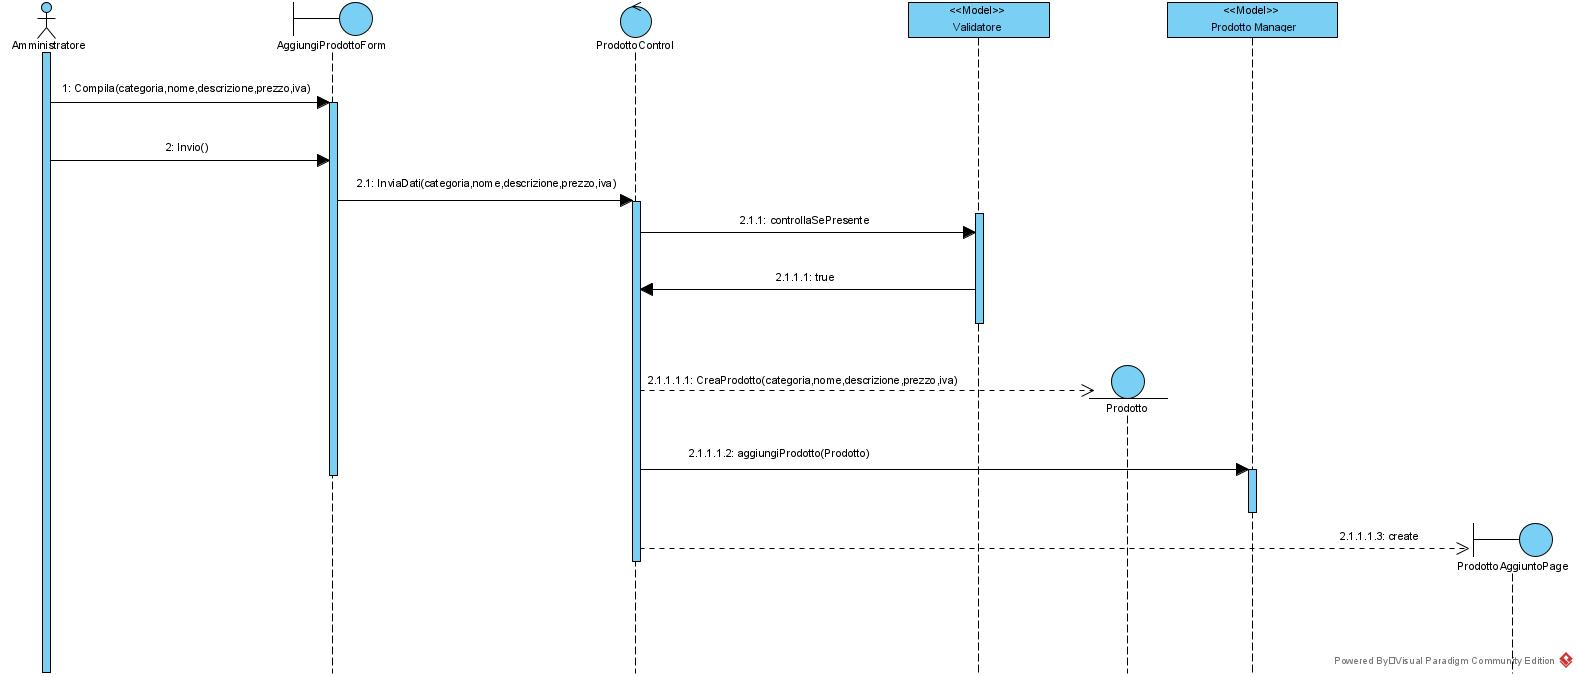 Amministratore
AggiungiProdottoForm
ProdottoControl
<<Model>>
Validatore
<<Model>>
Prodotto Manager
1: Compila(categoria,nome,descrizione,prezzo,iva)
2: Invio()
2.1: InviaDati(categoria,nome,descrizione,prezzo,iva)
2.1.1: controllaSePresente
2.1.1.1: true
2.1.1.1.1: CreaProdotto(categoria,nome,descrizione,prezzo,iva)
Prodotto
2.1.1.1.2: aggiungiProdotto(Prodotto)
2.1.1.1.3: create
ProdottoAggiuntoPage
Powered By Visual Paradigm Community Edition